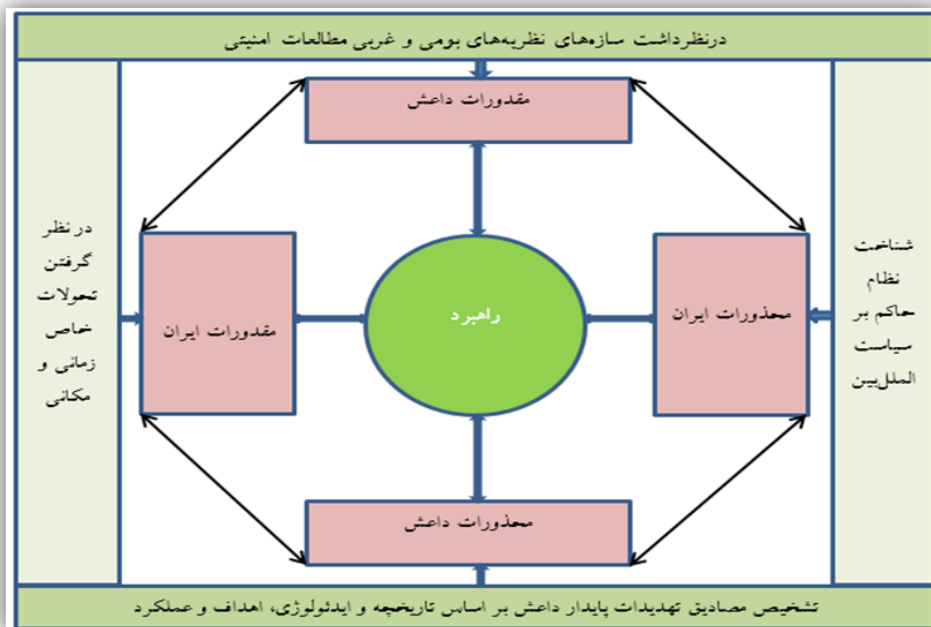 درنظرداشت سازه‌های نظریه‌های بومی و غربی مطالعات امنیتی
مقدورات داعش
شناخت
نظام
حاکم بر
سیاست
الملل‌بین
محذورات ایران
راهبرد
مقدورات ایران
در نظر
گرفتن
تحولات
خاص
زمانی و
مکانی
محذورات داعش
تشخیص مصادیق تهدیدات پایدار داعش بر اساس تاریخچه و ایدئولوژی، اهداف و عملکرد